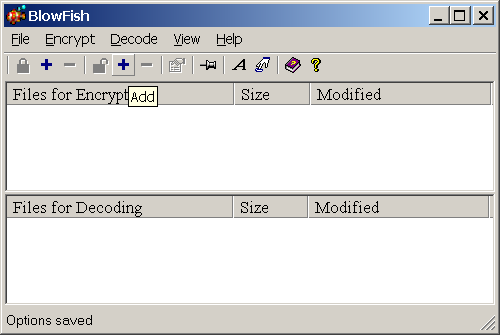 BlowFish
File Encrypt Decode View Help
A ?
Files for Encrypt Size Modified
Add
Files for Decoding Size Modified
Options saved